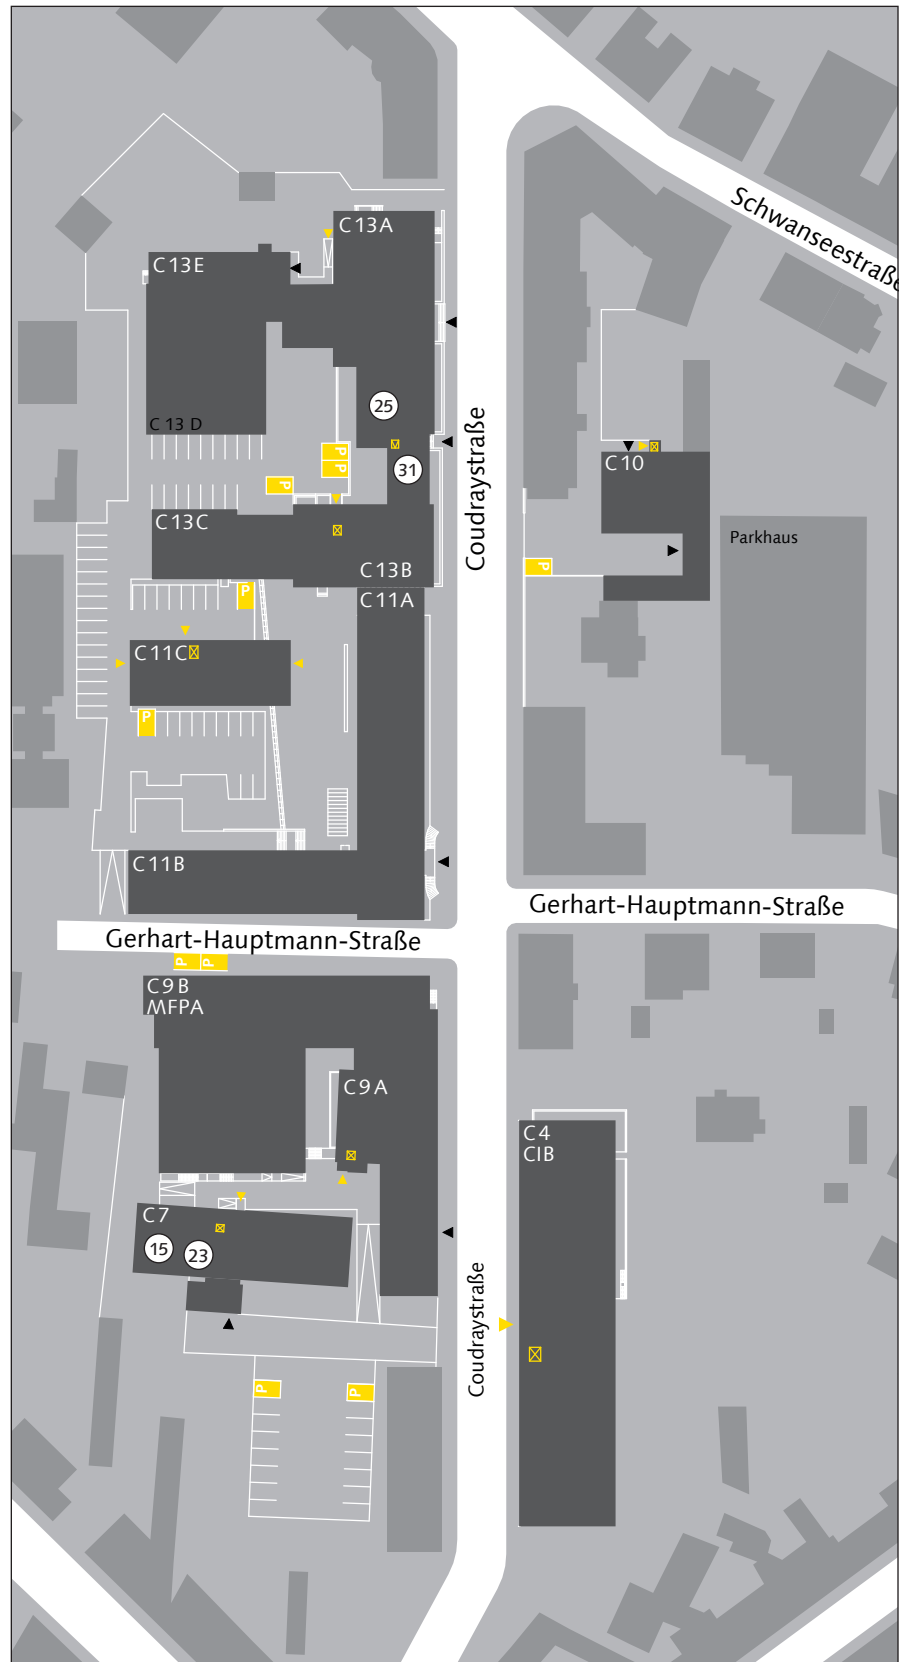 C13A
Schwanseestraße
C13E
25
C 13 D
Coudraystraße
P
P
31
C10
P
C13C
Parkhaus
C13B
P
C11A
P
C11C
P
C11B
Gerhart-Hauptmann-Straße
Gerhart-Hauptmann-Straße
P
P
C9B
MFPA
C9A
C4
CIB
C7
15
23
Coudraystraße
P
P